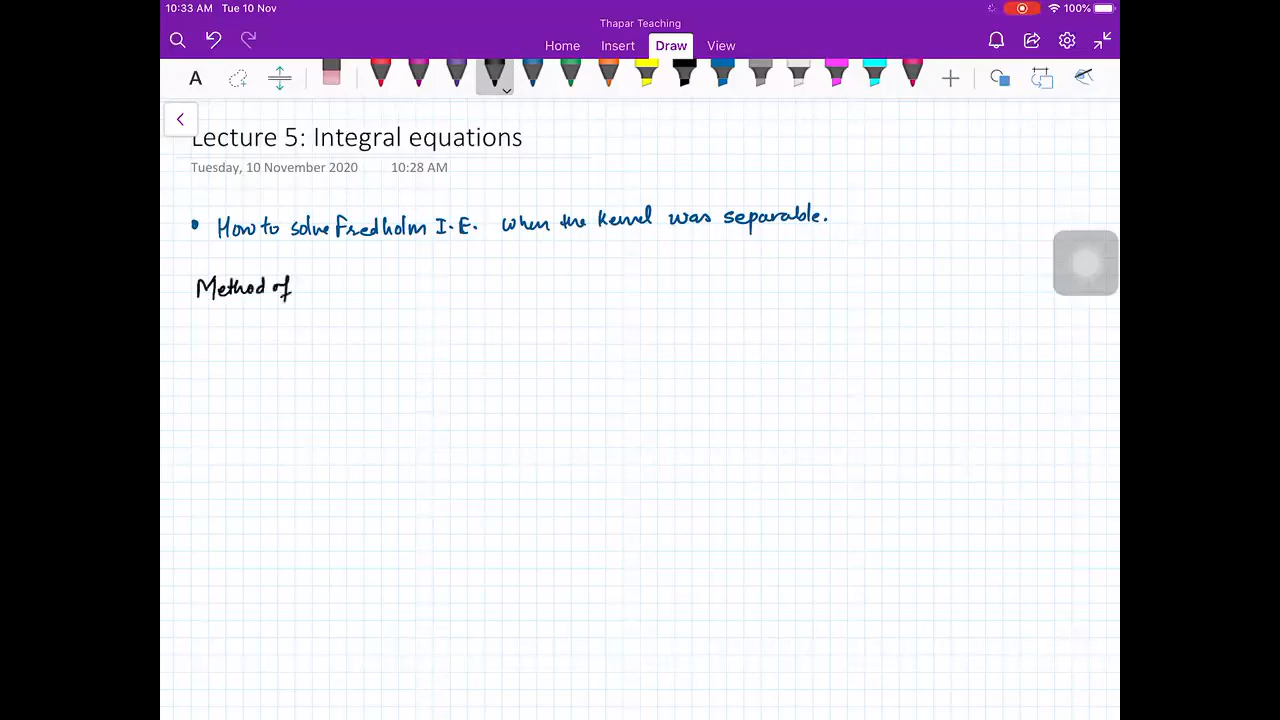 10:33 AM Tue 10 Nov 100%
Thapar Teaching
Home Insert Draw View
A
Lecture 5: Integral equations
Tuesday, 10 November 2020 10:28 AM
• How to solve Fredholm I.E. when the kernel was separable.
Method of